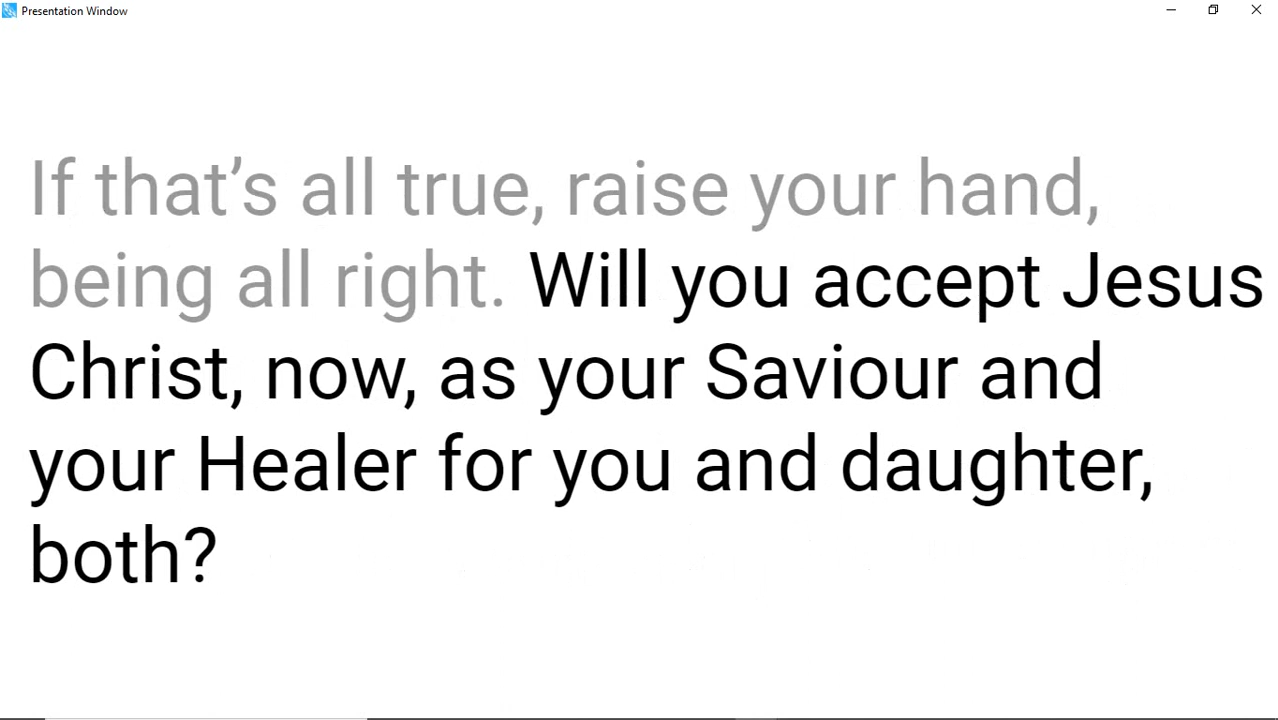 Presentation Window
If that’s all true, raise your hand,
being all right. Will you accept Jesus
Christ, now, as your Saviour and
your Healer for you and daughter,
both?